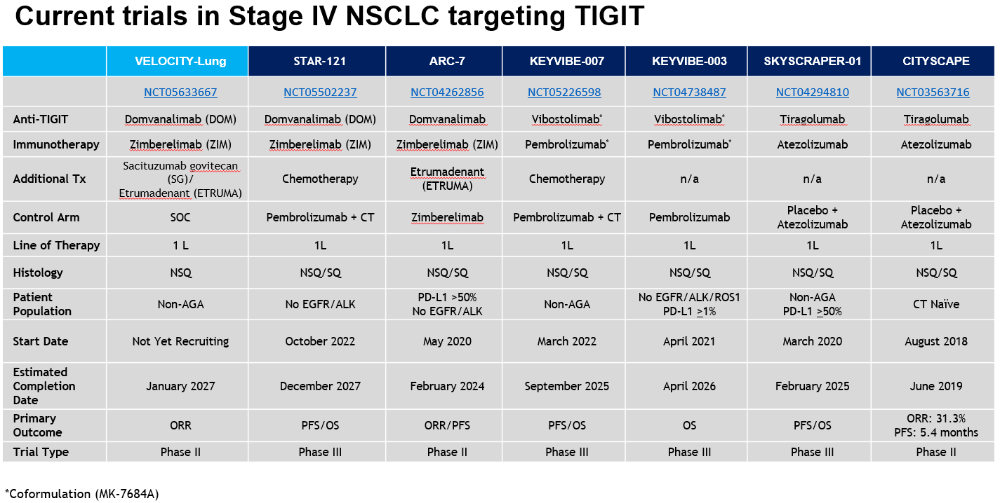 Current trials in Stage IV NSCLC targeting TIGIT
VELOCITY-Lung STAR-121 ARC-7 KEYVIBE-007 KEYVIBE-003 SKYSCRAPER-01 CITYSCAPE
NCT05633667 NCT05502237 NCT04262856 NCT05226598 NCT04738487 NCT04294810 NCT03563716
Anti-TIGIT Domvanalimab (DOM) Domvanalimab (DOM) Domvanalimab Vibostolimab* Vibostolimab* Tiragolumab Tiragolumab
Immunotherapy Zimberelimab (ZIM) Zimberelimab (ZIM) Zimberelimab (ZIM) Pembrolizumab* Pembrolizumab* Atezolizumab Atezolizumab
Additional Tx
Sacituzumab govitecan
(SG)/
Etrumadenant (ETRUMA)
Chemotherapy
Etrumadenant
(ETRUMA)
Chemotherapy
n/a
n/a
n/a
Control Arm
SOC
Pembrolizumab + CT
Zimberelimab
Pembrolizumab + CT
Pembrolizumab
Placebo +
Atezolizumab
Placebo +
Atezolizumab
Line of Therapy 1 L 1L 1L 1L 1L 1L 1L
Histology NSQ NSQ/SQ NSQ/SQ NSQ/SQ NSQ/SQ NSQ/SQ NSQ/SQ
Patient
Population
Non-AGA
No EGFR/ALK
PD-L1 >50%
No EGFR/ALK
Non-AGA
No EGFR/ALK/ROS1
PD-L1 >1%
Non-AGA
PD-L1 >50%
CT Naïve
Start Date Not Yet Recruiting October 2022 May 2020 March 2022 April 2021 March 2020 August 2018
Estimated
Completion
Date
January 2027
December 2027
February 2024
September 2025
April 2026
February 2025
June 2019
Primary
Outcome
ORR
PFS/OS
ORR/PFS
PFS/OS
OS
PFS/OS
ORR: 31.3%
PFS: 5.4 months
Trial Type Phase II Phase III Phase II Phase III Phase III Phase III Phase II
*Coformulation (MK-7684A)